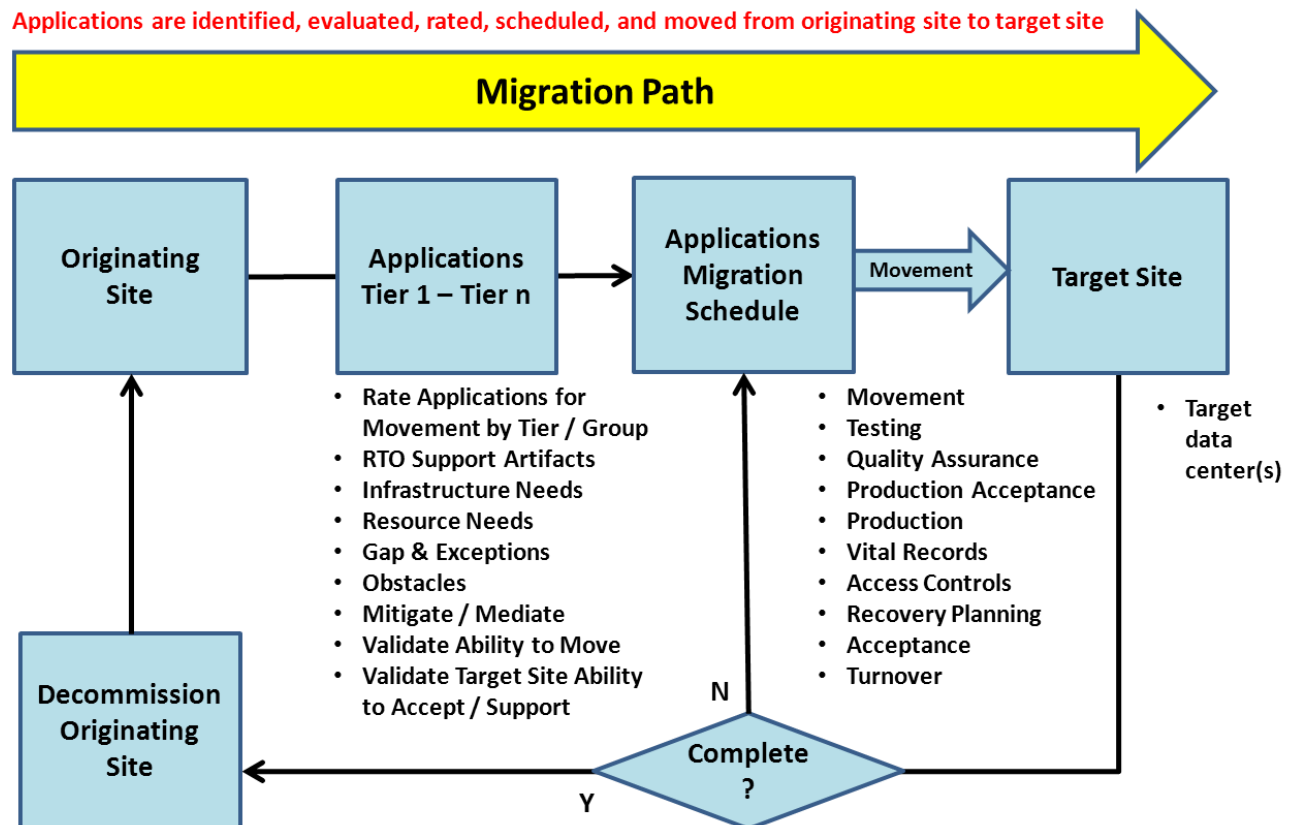 Applications are identified, evaluated, rated, scheduled, and moved from originating site to target site
Migration Path
Originating
Site
Applications
Tier 1 – Tier n
Applications
Migration
Schedule
Movement
Target Site
• Rate Applications for
Movement by Tier / Group
• RTO Support Artifacts
• Infrastructure Needs
• Resource Needs
• Gap & Exceptions
• Obstacles
• Mitigate / Mediate
• Validate Ability to Move
• Validate Target Site Ability
to Accept / Support
• Movement
• Testing
• Quality Assurance
• Production Acceptance
• Production
• Vital Records
• Access Controls
• Recovery Planning
• Acceptance
• Turnover
• Target
data
center(s)
Decommission
Originating
Site
N
Complete
?
Y